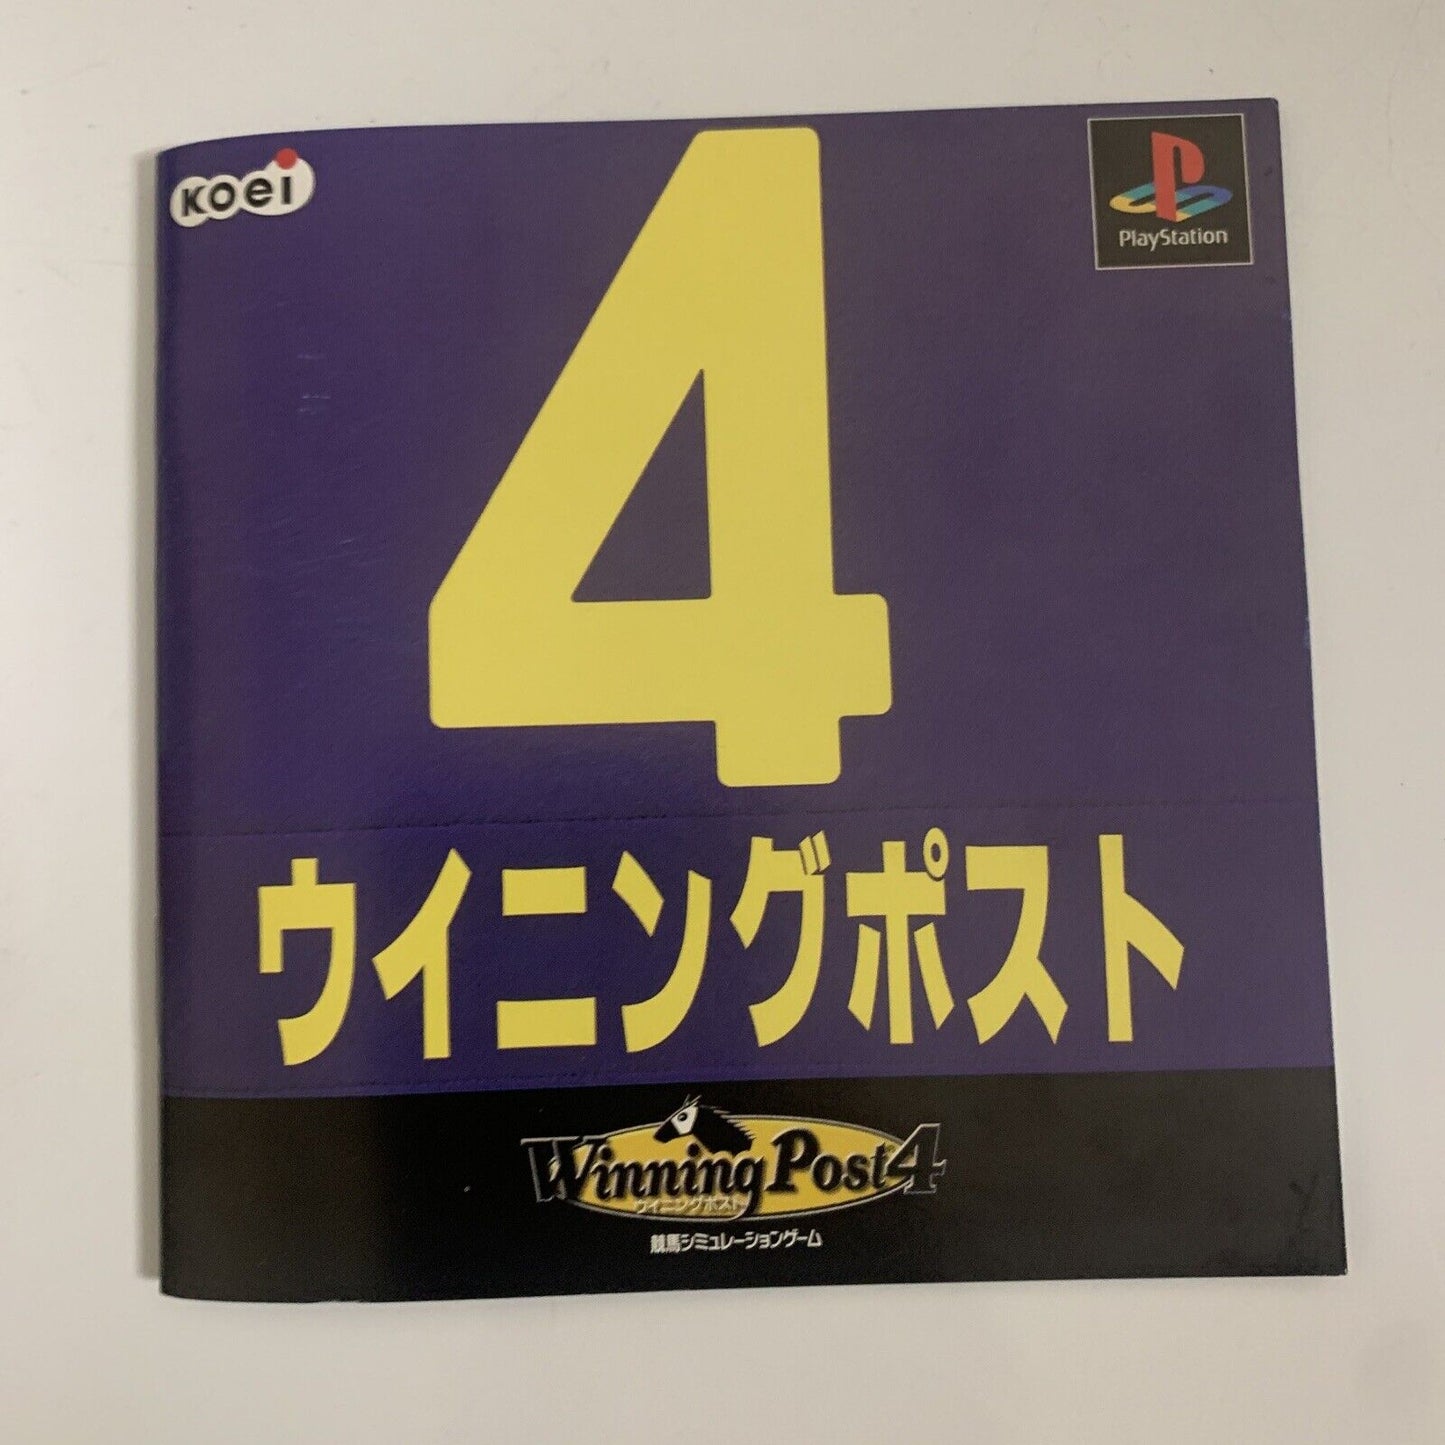 Koei
PlayStation
4
ウイニングポスト
Winning Post 4
ウイニングポスト
競馬シミュレーションゲーム